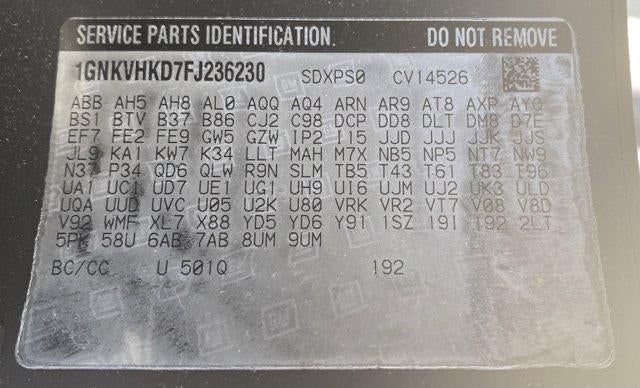 SERVICE PARTS IDENTIFICATION DO NOT REMOVE
1GNKVHKD7FJ236230 SDXPS0 CV14526
ABB AH5 AH8 AL0 AQQ AQ4 ARN AR9 AT8 AXP AYQ
BS1 BTV B37 B86 CJ2 C98 DCP DD8 DLT DM8 D7E
EF7 FE2 FE9 GW5 GZW IP2 I15 JJD JJJ JJK JJS
JL9 KA1 KW7 K34 LLT MAH M7X NB5 NP5 NT7 NW9
N37 P34 QD6 QLW R9N SLM TB5 T43 T61 T83 T96
UA1 UC1 UD7 UE1 UG1 UH9 U16 UJM UJ2 UK3 ULD
UQA UUD UVC U05 U2K U80 VRK VR2 VT7 V08 V8D
V92 WMF XL7 X88 YD5 YD6 Y91 1SZ 19I 192 2LT
5PK 58U 6AB 7AB 8UM 9UM
BC/CC U 501Q 192